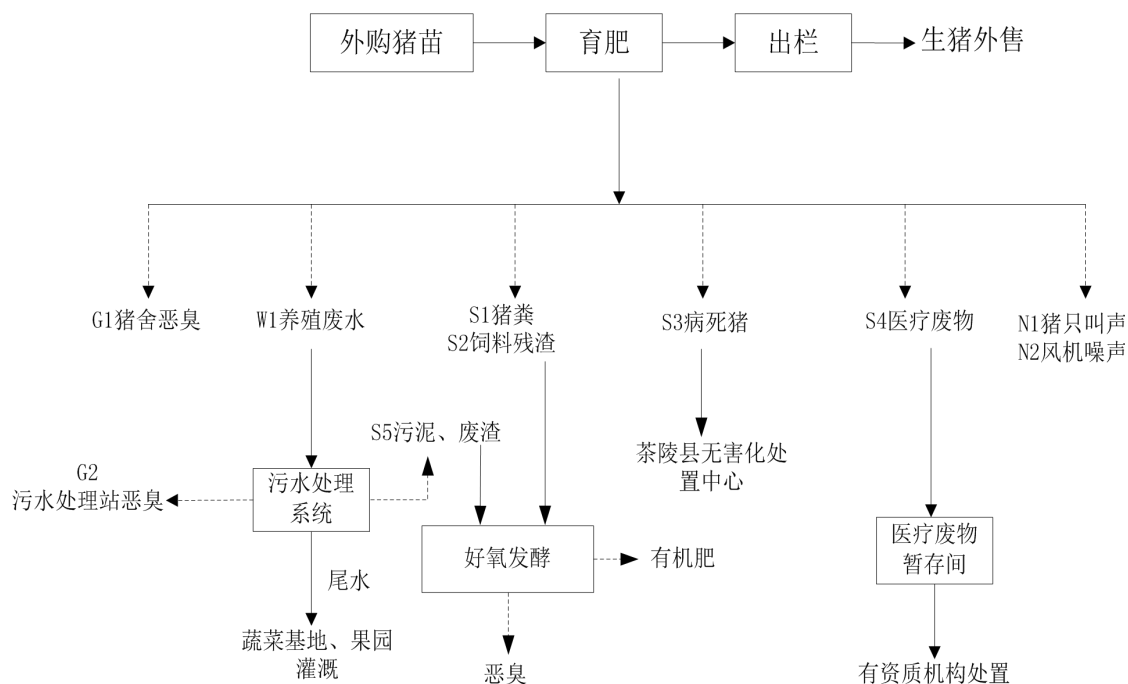 外购猪苗
育肥
出栏
生猪外售
G1猪舍恶臭
W1养殖废水
S1猪粪
S2饲料残渣
S3病死猪
S4医疗废物
N1猪只叫声
N2风机噪声
S5污泥、废渣
茶陵县无害化处
置中心
G2
污水处理站恶臭
污水处理
系统
好氧发酵
有机肥
医疗废物
暂存间
尾水
蔬菜基地、果园
灌溉
恶臭
有资质机构处置